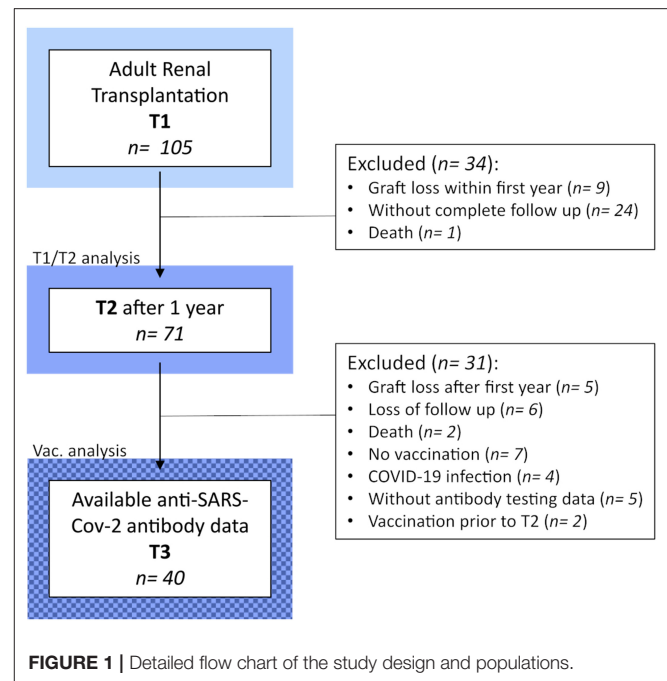 Adult Renal
Transplantation
T1
n= 105
Excluded (n= 34):
• Graft loss within first year (n= 9)
• Without complete follow up (n= 24)
• Death (n= 1)
T1/T2 analysis
T2 after 1 year
n= 71
Excluded (n= 31):
• Graft loss after first year (n= 5)
• Loss of follow up (n= 6)
• Death (n= 2)
• No vaccination (n= 7)
• COVID-19 infection (n= 4)
• Without antibody testing data (n= 5)
• Vaccination prior to T2 (n= 2)
Vac. analysis
Available anti-SARS-
Cov-2 antibody data
T3
n= 40
FIGURE 1 | Detailed flow chart of the study design and populations.